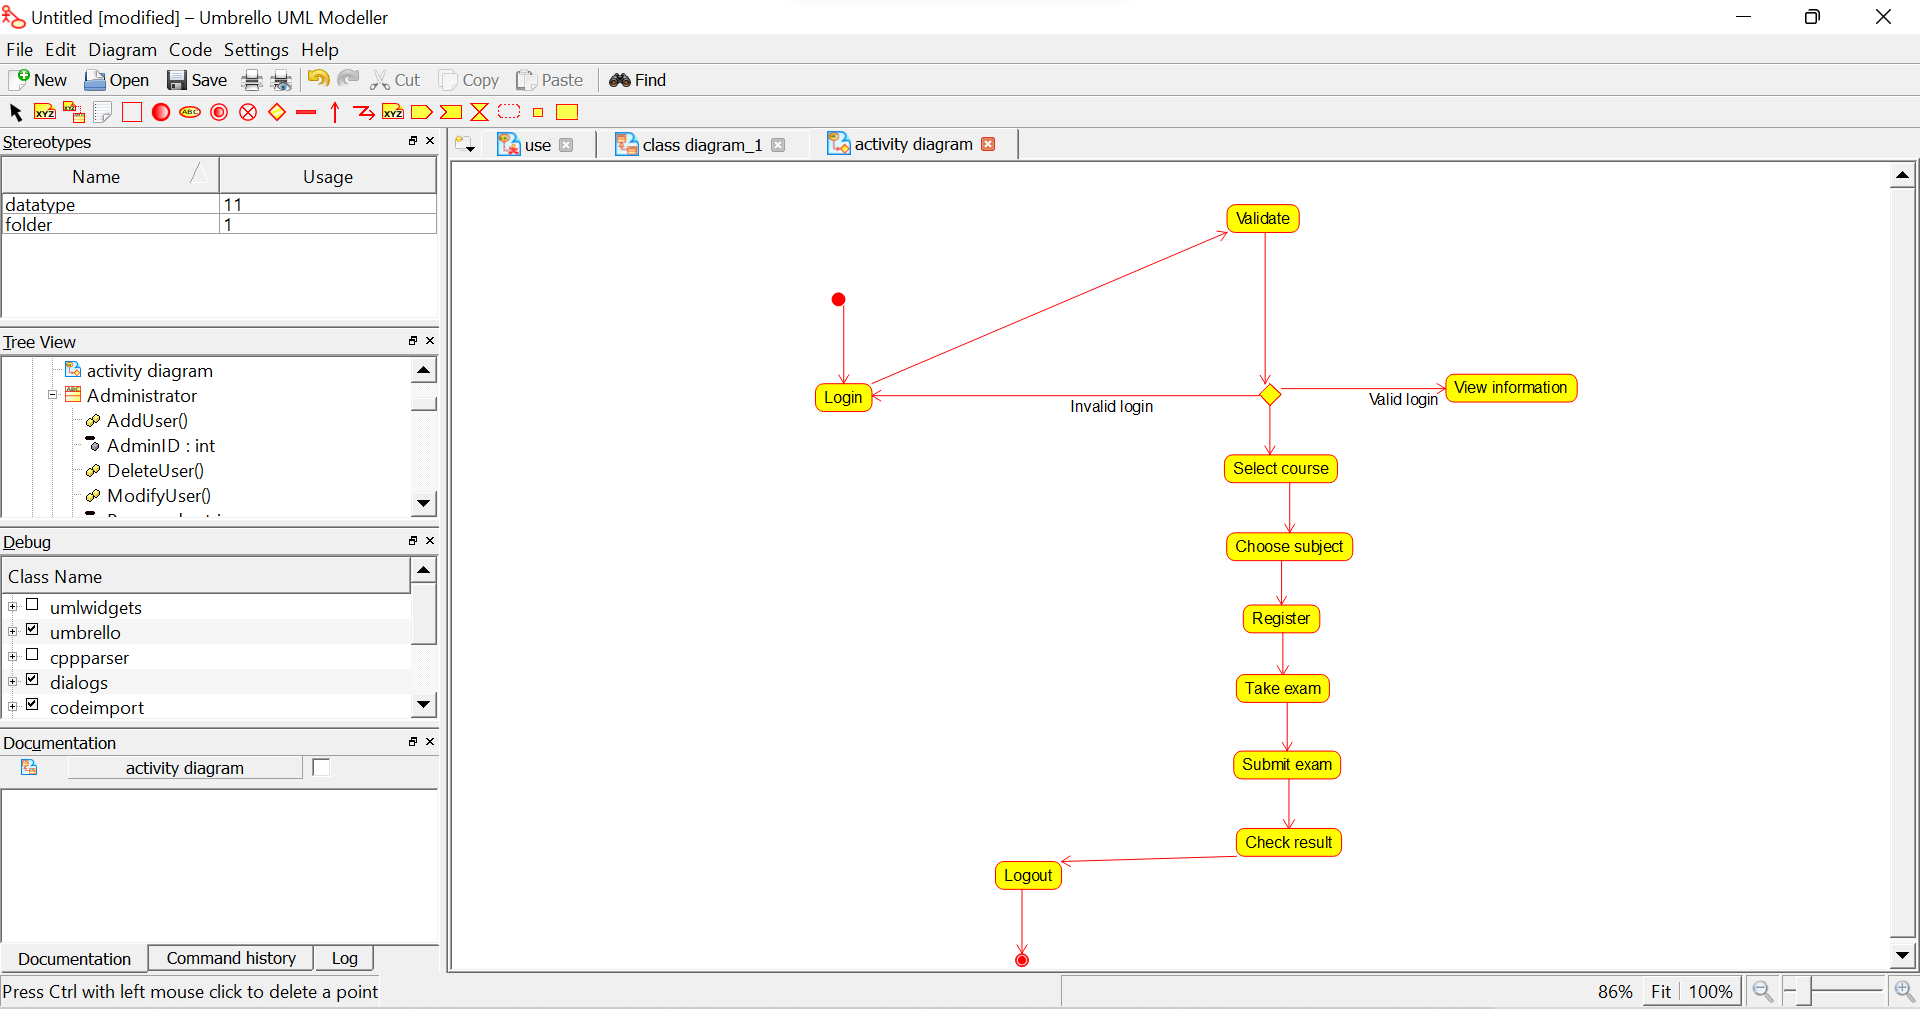 Untitled [modified] – Umbrello UML Modeller
File Edit Diagram Code Settings Help
New Open Save Cut Copy Paste Find
XYZ XYZ ABC XYZ
Stereotypes
use class diagram_1 activity diagram
Name Usage
datatype 11
folder 1
Tree View
activity diagram
Administrator
AddUser()
AdminID : int
DeleteUser()
ModifyUser()
Debug
Class Name
umlwidgets
umbrello
cppparser
dialogs
codeimport
Documentation
activity diagram
Documentation Command history Log
Press Ctrl with left mouse click to delete a point
Validate
Login
Invalid login
Valid login
View information
Select course
Choose subject
Register
Take exam
Submit exam
Check result
Logout
86% Fit 100%